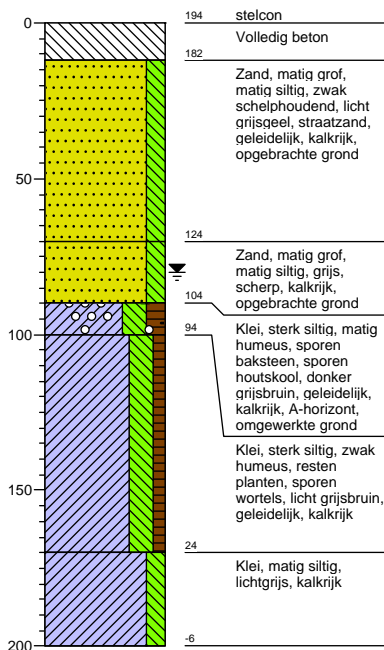 0
194
stelcon
Volledig beton
182
Zand, matig grof,
matig siltig, zwak
schelphoudend, licht
grijsgeel, straatzand,
geleidelijk, kalkrijk,
opgebrachte grond
50
124
Zand, matig grof,
matig siltig, grijs,
scherp, kalkrijk,
opgebrachte grond
104
100
94
Klei, sterk siltig, matig
humeus, sporen
baksteen, sporen
houtskool, donker
grijsbruin, geleidelijk,
kalkrijk, A-horizont,
omgewerkte grond
Klei, sterk siltig, zwak
humeus, resten
planten, sporen
wortels, licht grijsbruin,
geleidelijk, kalkrijk
150
24
Klei, matig siltig,
lichtgrijs, kalkrijk
200
-6